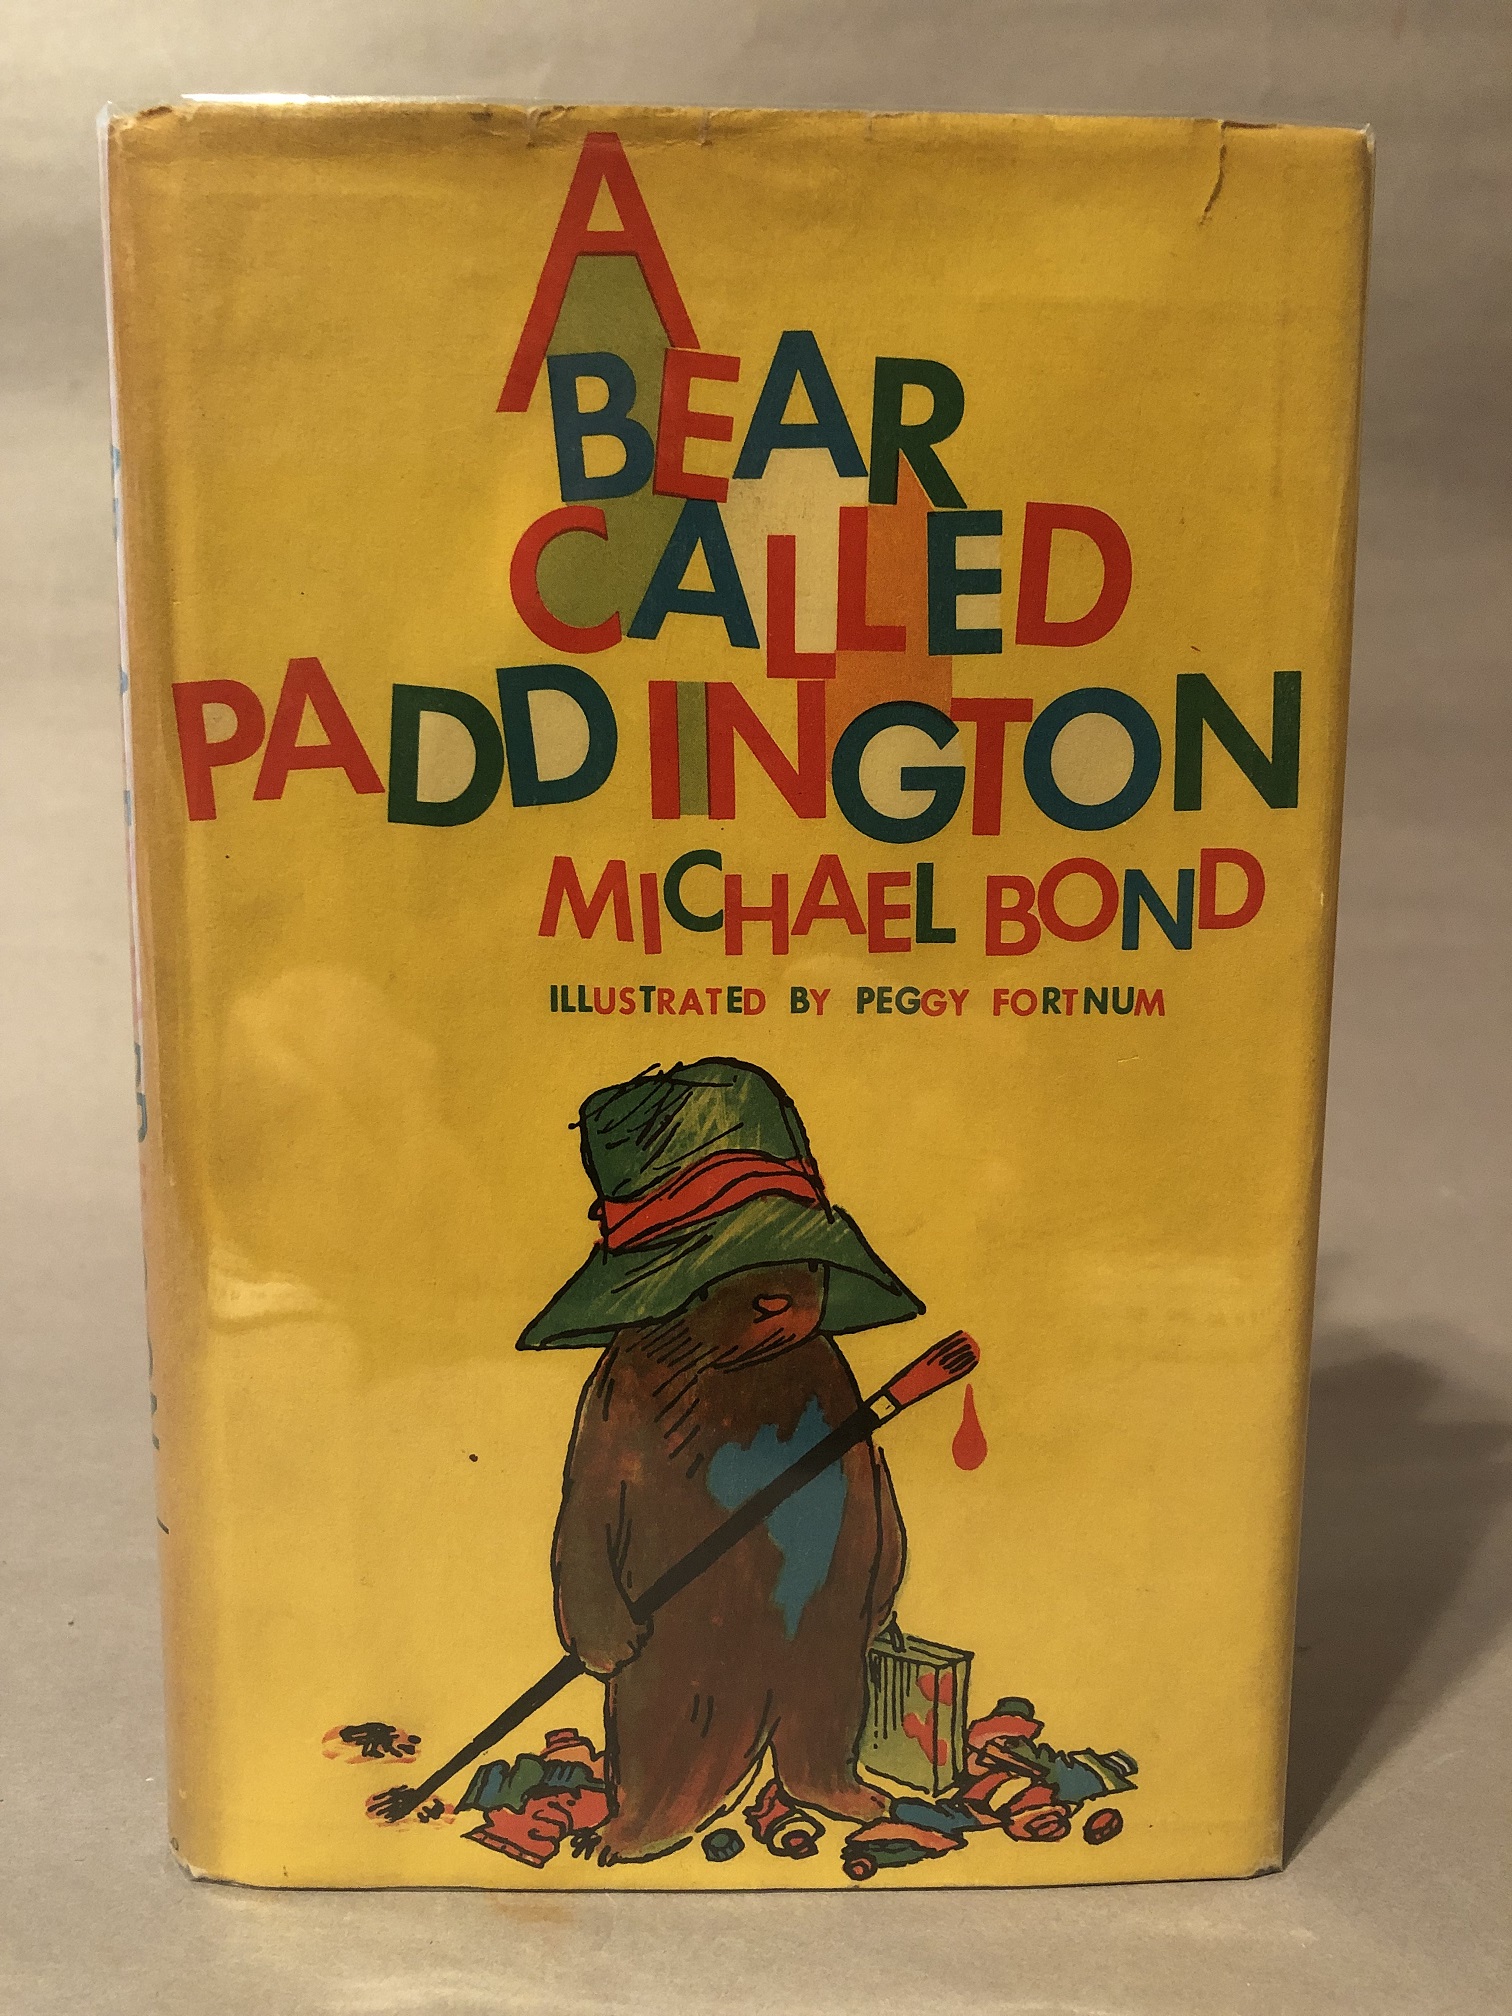 A
BEAR
CALLED
PADDINGTON
MICHAEL BOND
ILLUSTRATED BY PEGGY FORTNUM